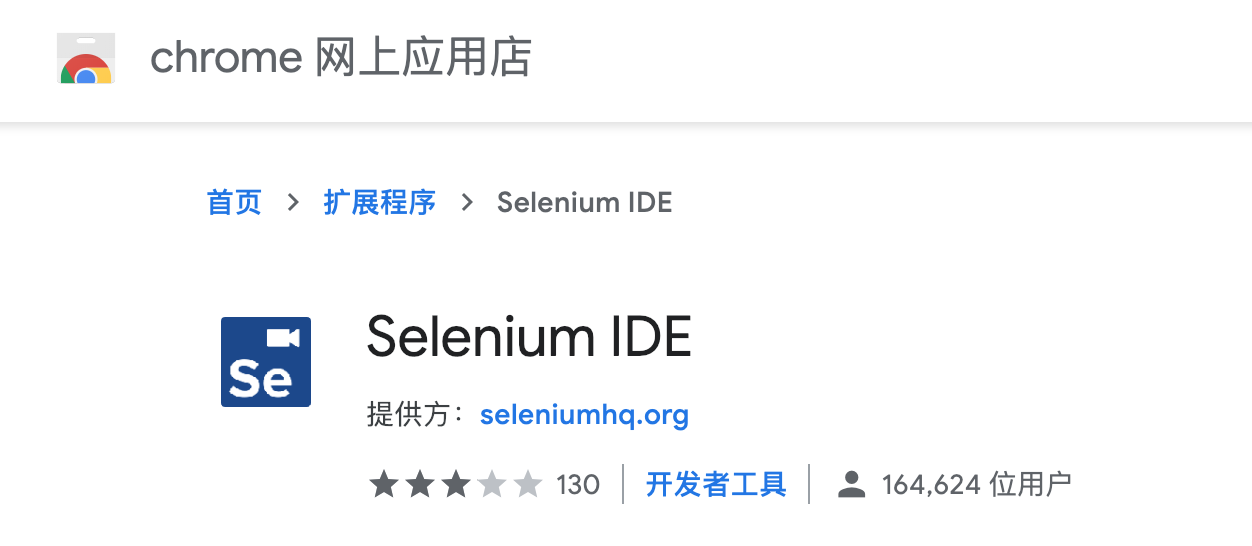 chrome 网上应用店
首页 > 扩展程序 > Selenium IDE
Se
Selenium IDE
提供方： seleniumhq.org
130 开发者工具 164,624 位用户